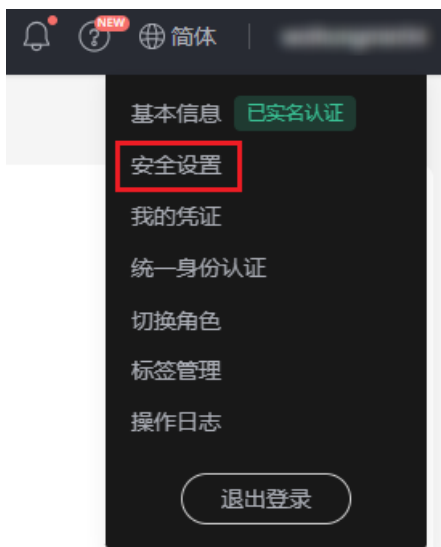 NEW
简体
基本信息 已实名认证
安全设置
我的凭证
统一身份认证
切换角色
标签管理
操作日志
退出登录